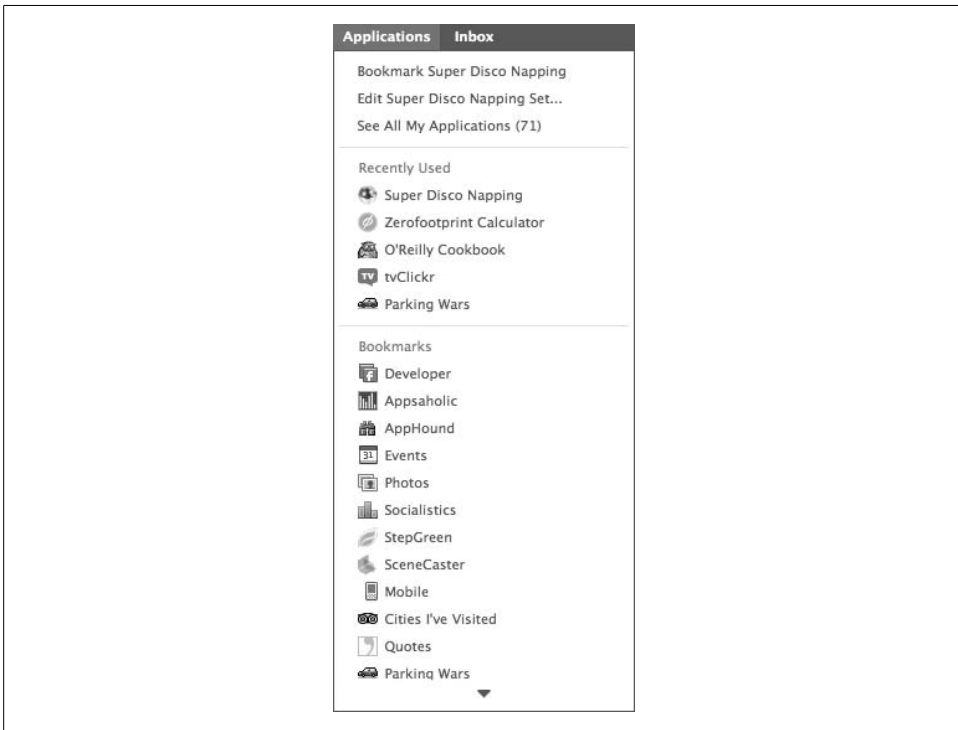 Applications Inbox
Bookmark Super Disco Napping
Edit Super Disco Napping Set...
See All My Applications (71)
Recently Used
Super Disco Napping
Zerofootprint Calculator
O'Reilly Cookbook
TV tvClickr
Parking Wars
Bookmarks
Developer
Appsaholic
AppHound
31 Events
Photos
Socialistics
StepGreen
SceneCaster
Mobile
Cities I've Visited
Quotes
Parking Wars